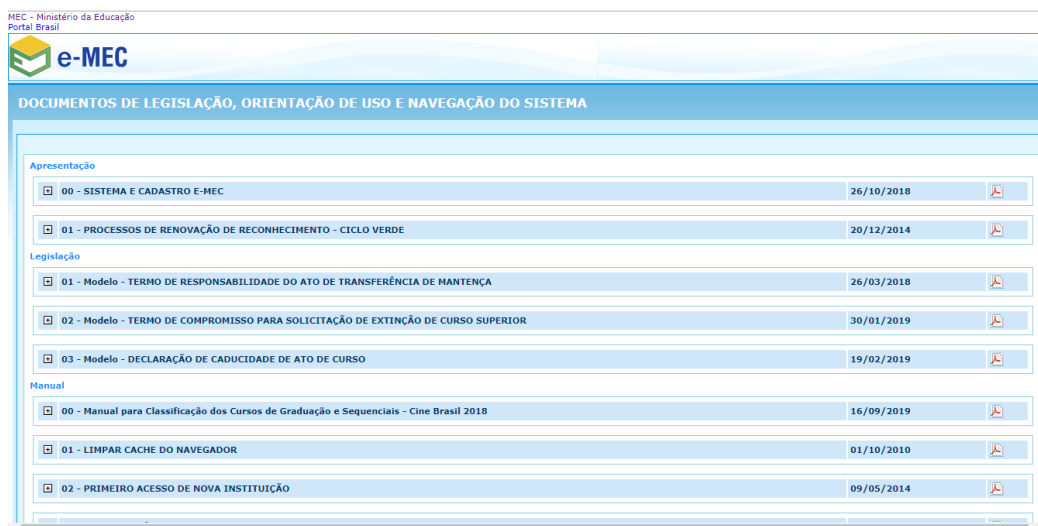 MEC - Ministério da Educação
Portal Brasil
e-MEC
DOCUMENTOS DE LEGISLAÇÃO, ORIENTAÇÃO DE USO E NAVEGAÇÃO DO SISTEMA
Apresentação
00 - SISTEMA E CADASTRO E-MEC 26/10/2018
01 - PROCESSOS DE RENOVAÇÃO DE RECONHECIMENTO - CICLO VERDE 20/12/2014
Legislação
01 - Modelo - TERMO DE RESPONSABILIDADE DO ATO DE TRANSFERÊNCIA DE MANTENÇA 26/03/2018
02 - Modelo - TERMO DE COMPROMISSO PARA SOLICITAÇÃO DE EXTINÇÃO DE CURSO SUPERIOR 30/01/2019
03 - Modelo - DECLARAÇÃO DE CADUCIDADE DE ATO DE CURSO 19/02/2019
Manual
00 - Manual para Classificação dos Cursos de Graduação e Sequenciais - Cine Brasil 2018 16/09/2019
01 - LIMPAR CACHE DO NAVEGADOR 01/10/2010
02 - PRIMEIRO ACESSO DE NOVA INSTITUIÇÃO 09/05/2014